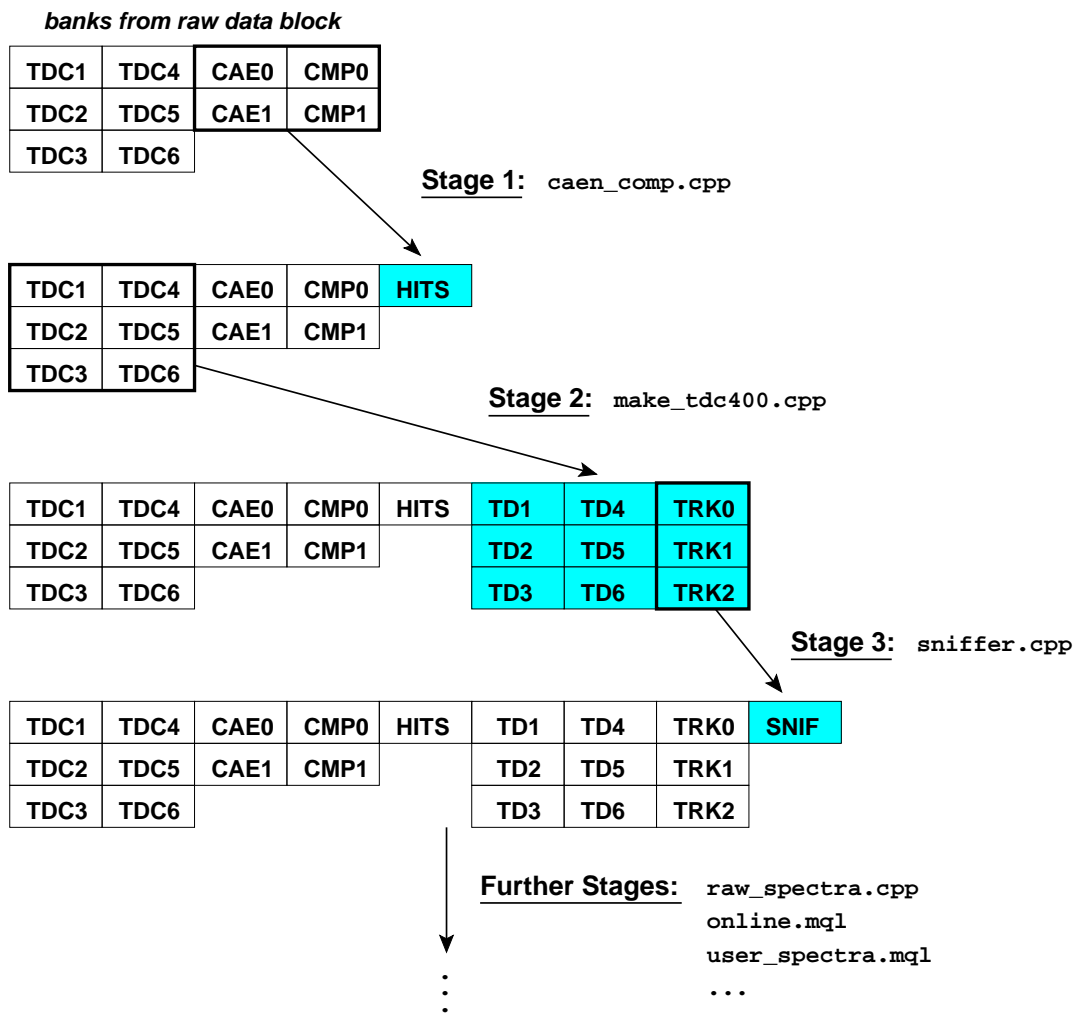 banks from raw data block
TDC1 TDC4 CAE0 CMP0
TDC2 TDC5 CAE1 CMP1
TDC3 TDC6
Stage 1: caen_comp.cpp
TDC1 TDC4 CAE0 CMP0 HITS
TDC2 TDC5 CAE1 CMP1
TDC3 TDC6
Stage 2: make_tdc400.cpp
TDC1 TDC4 CAE0 CMP0 HITS TD1 TD4 TRK0
TDC2 TDC5 CAE1 CMP1 TD2 TD5 TRK1
TDC3 TDC6 TD3 TD6 TRK2
Stage 3: sniffer.cpp
TDC1 TDC4 CAE0 CMP0 HITS TD1 TD4 TRK0 SNIF
TDC2 TDC5 CAE1 CMP1 TD2 TD5 TRK1
TDC3 TDC6 TD3 TD6 TRK2
Further Stages: raw_spectra.cpp
online.mql
user_spectra.mql
...